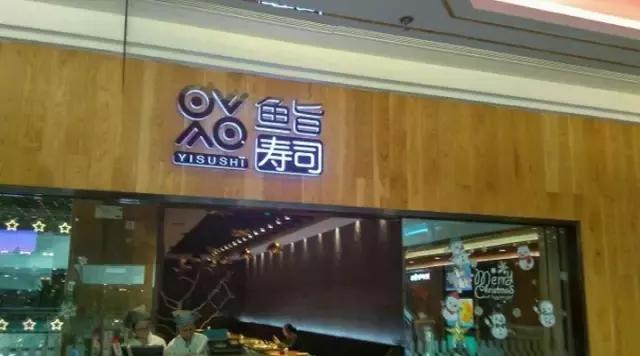 鮨
寿司
YISUSHI
Merry
Christmas